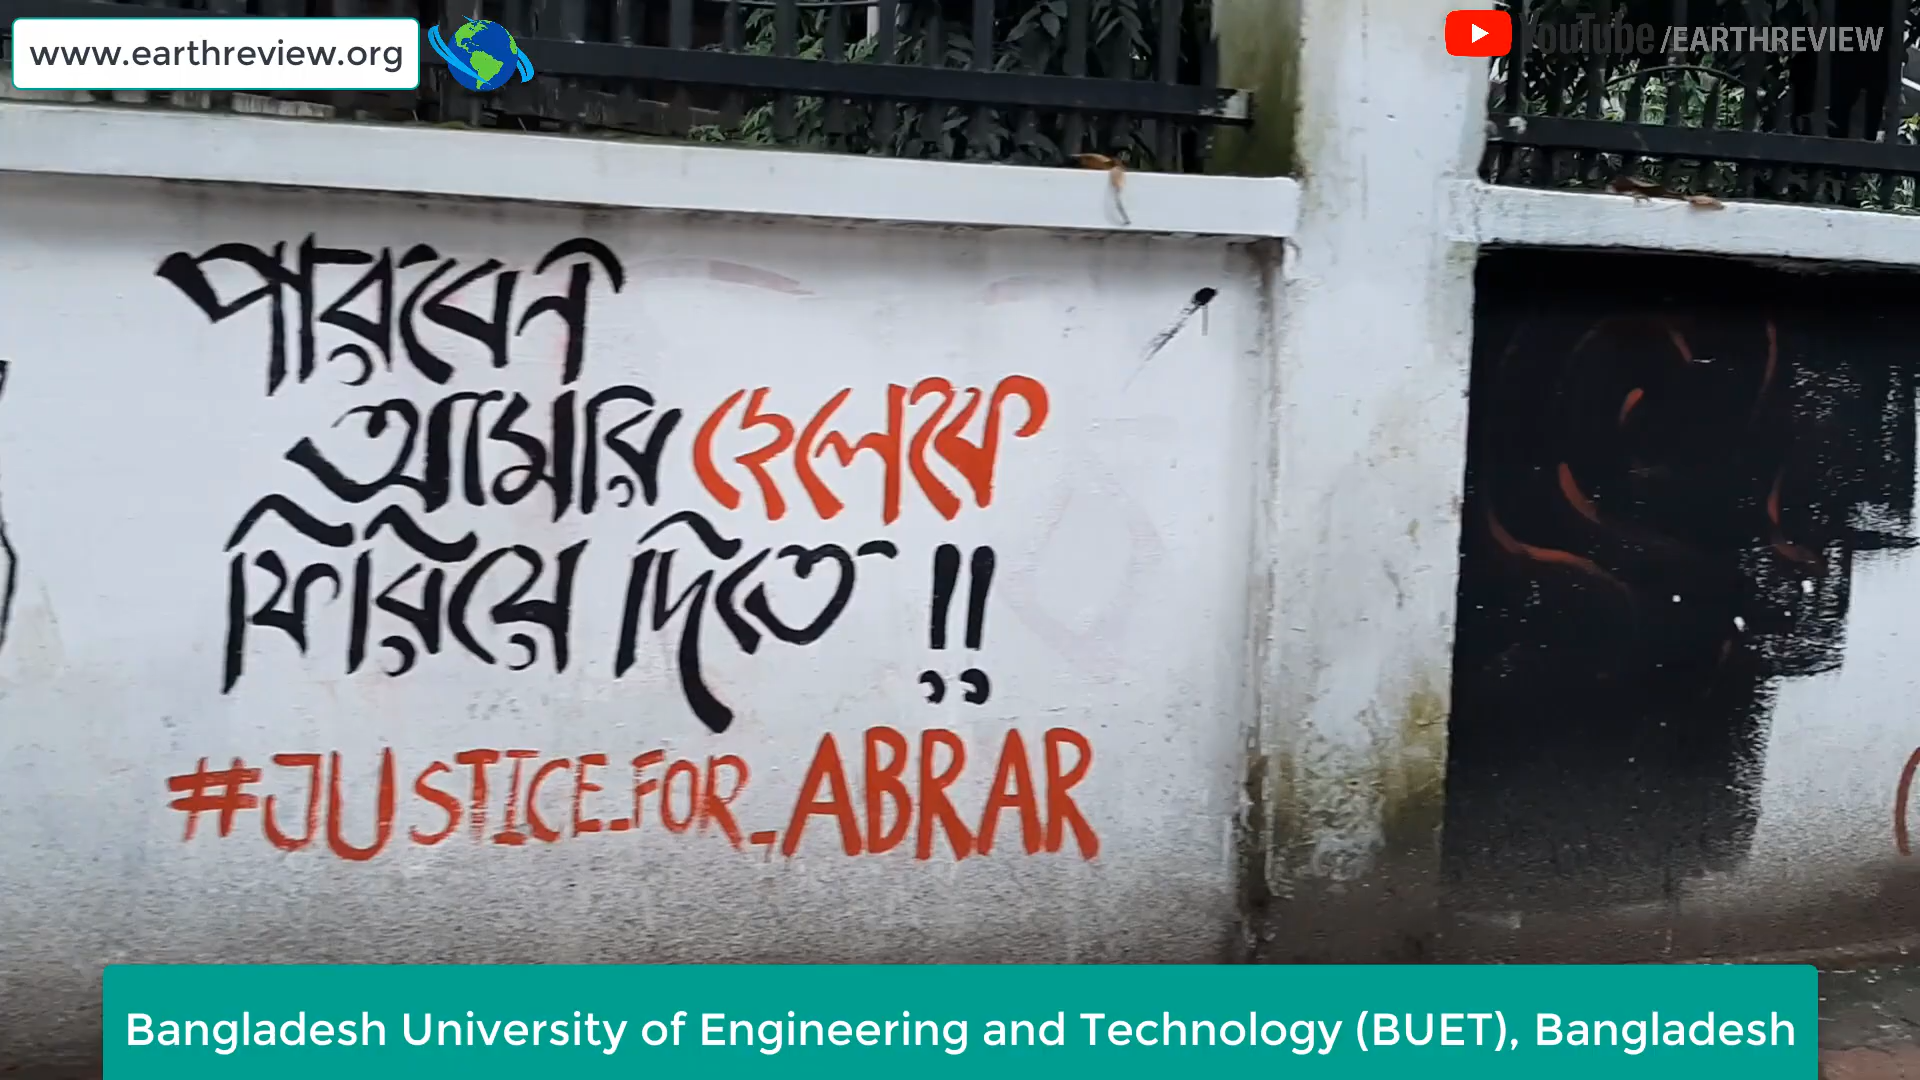 www.earthreview.org
YouTube /EARTHREVIEW
পারবেন
আমার ছেলেকে
ফিরিয়ে দিতে !!
#JUSTICE_FOR_ABRAR
Bangladesh University of Engineering and Technology (BUET), Bangladesh